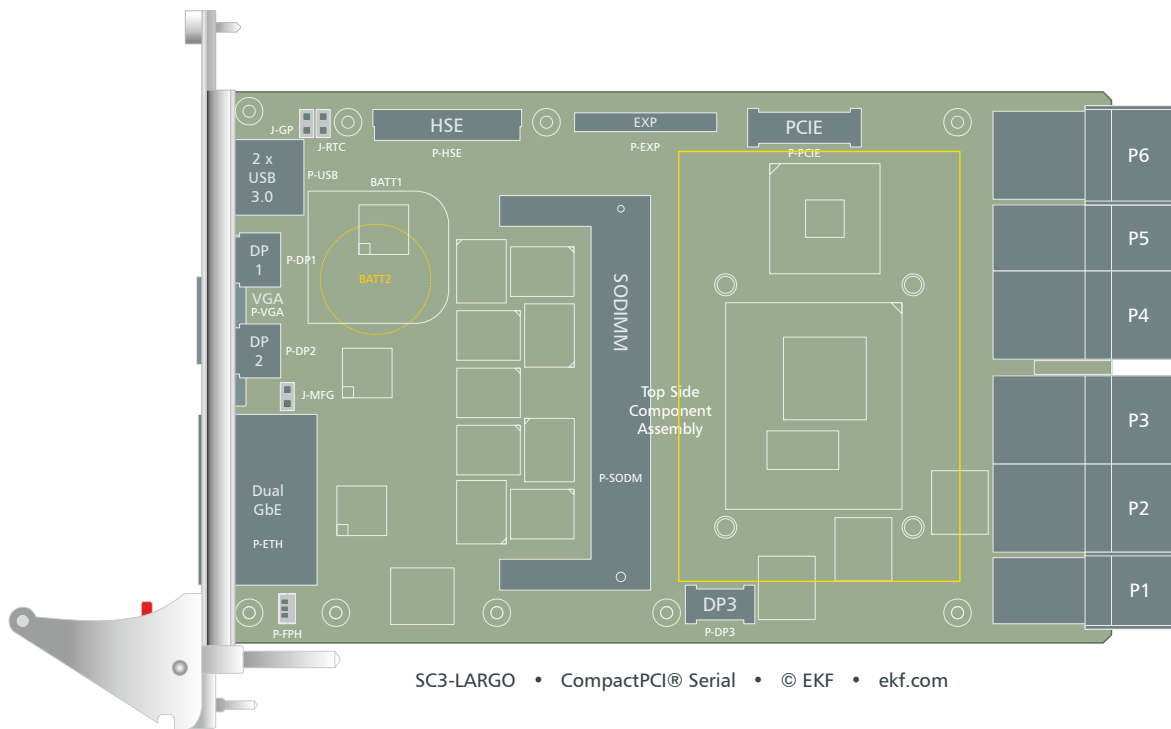 HSE
EXP
PCIE
J-GP
J-RTC
P-HSE
P-EXP
P-PCIE
2 x
USB
3.0
P-USB
BATT1
P6
DP
1
P-DP1
BATT2
P5
VGA
P-VGA
SODIMM
P4
DP
2
P-DP2
J-MFG
Top Side
Component
Assembly
P3
P-SODM
Dual
GbE
P-ETH
P2
P1
DP3
P-FPH
P-DP3
SC3-LARGO • CompactPCI® Serial • © EKF • ekf.com